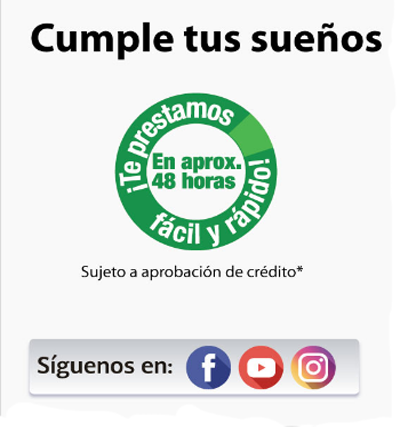 Cumple tus sueños
¡Te prestamos
fácil y rápido!
En aprox.
48 horas
Sujeto a aprobación de crédito*
Síguenos en: